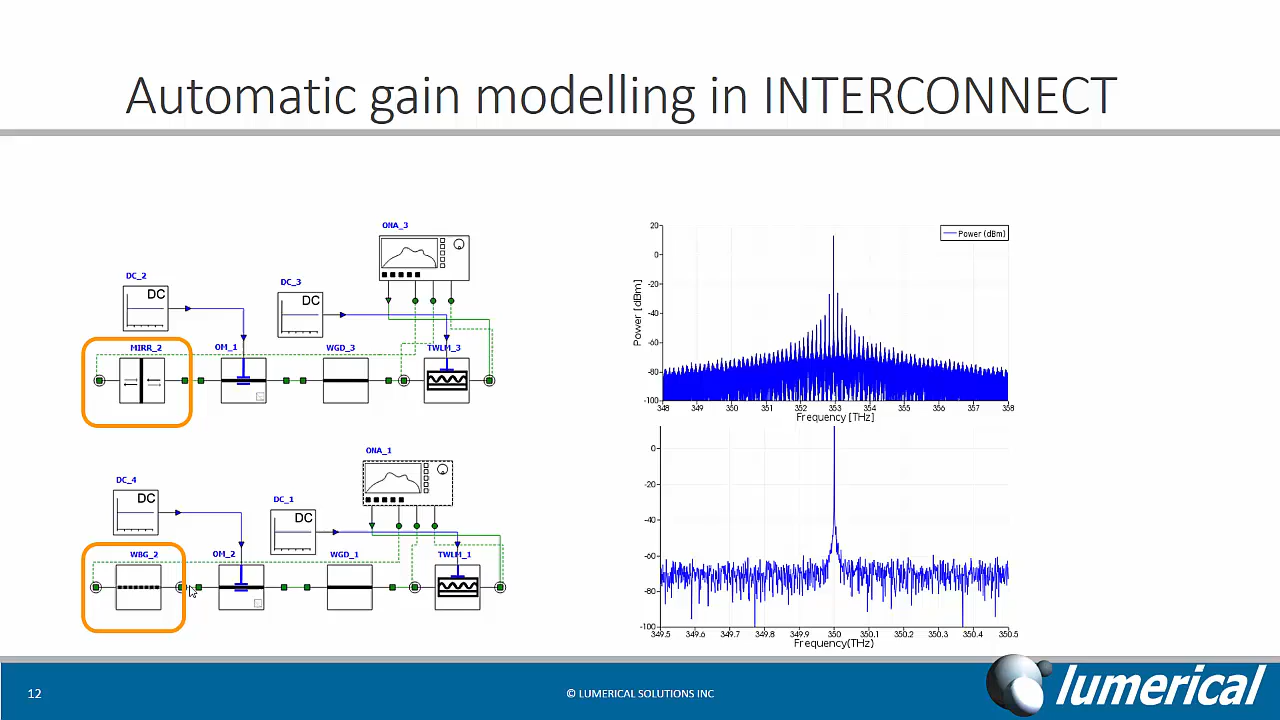 Automatic gain modelling in INTERCONNECT
ONA_3
DC_2
DC
DC_3
DC
MIRR_2
OM_1
WGD_3
TWLM_3
ONA_1
DC_4
DC
DC_1
DC
WBG_2
OM_2
WGD_1
TWLM_1
Power (dBm)
Power [dBm]
20
0
-20
-40
-60
-80
-100
348 349 350 351 352 353 354 355 356 357 358
Frequency [THz]
0
-20
-40
-60
-80
-100
349.5 349.6 349.7 349.8 349.9 350 350.1 350.2 350.3 350.4 350.5
Frequency(THz)
12
© LUMERICAL SOLUTIONS INC
lumerical